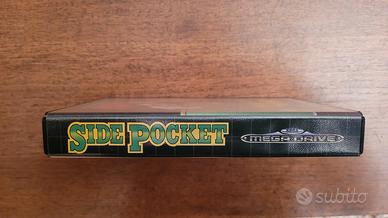 SIDE POCKET
SEGA
MEGA DRIVE
subito